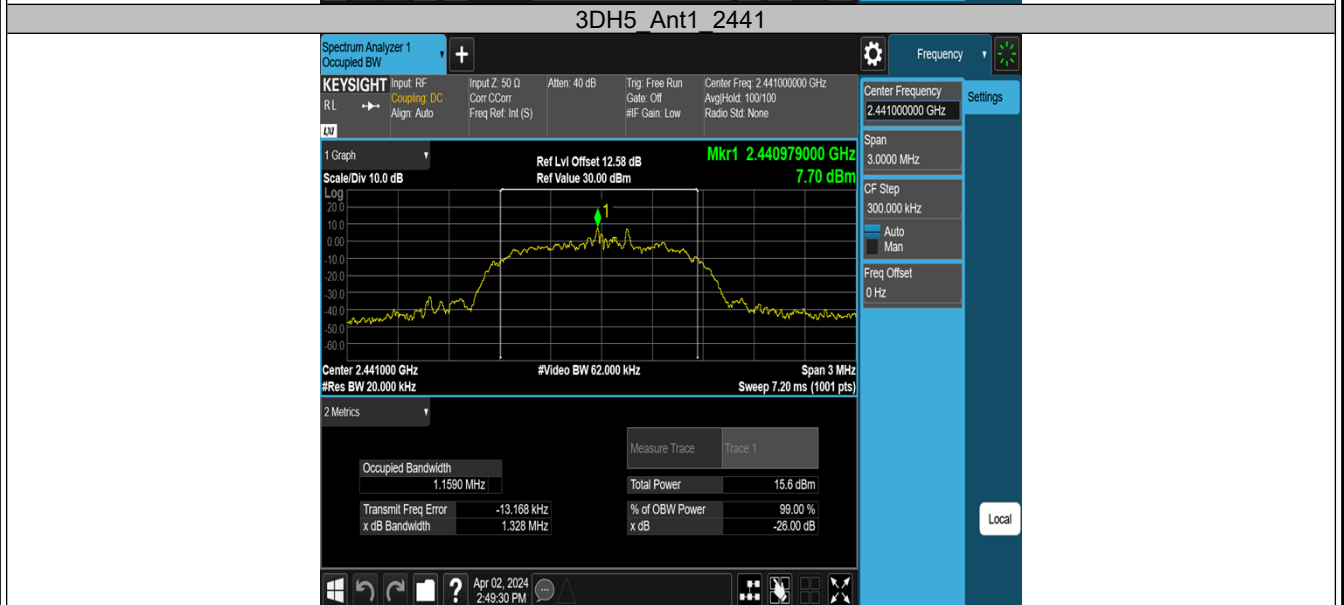 3DH5_Ant1_2441
Spectrum Analyzer 1
Occupied BW
+
Frequency
KEYSIGHT
RL
LXI
Input: RF
Coupling: DC
Align: Auto
Input Z: 50 Ω
Corr CCorr
Freq Ref: Int (S)
Atten: 40 dB
Trig: Free Run
Gate: Off
#IF Gain: Low
Center Freq: 2.441000000 GHz
Avg|Hold: 100/100
Radio Std: None
Center Frequency
2.441000000 GHz
Settings
Span
3.0000 MHz
CF Step
300.000 kHz
Auto
Man
Freq Offset
0 Hz
1 Graph
Ref Lvl Offset 12.58 dB
Mkr1 2.440979000 GHz
Scale/Div 10.0 dB
Ref Value 30.00 dBm
7.70 dBm
Log
20.0
10.0
0.00
-10.0
-20.0
-30.0
-40.0
-50.0
-60.0
1
Center 2.441000 GHz
#Video BW 62.000 kHz
Span 3 MHz
#Res BW 20.000 kHz
Sweep 7.20 ms (1001 pts)
2 Metrics
Measure Trace
Trace 1
Occupied Bandwidth
1.1590 MHz
Total Power
15.6 dBm
Transmit Freq Error
-13.168 kHz
% of OBW Power
99.00 %
x dB Bandwidth
1.328 MHz
x dB
-26.00 dB
Local
?
Apr 02, 2024
2:49:30 PM